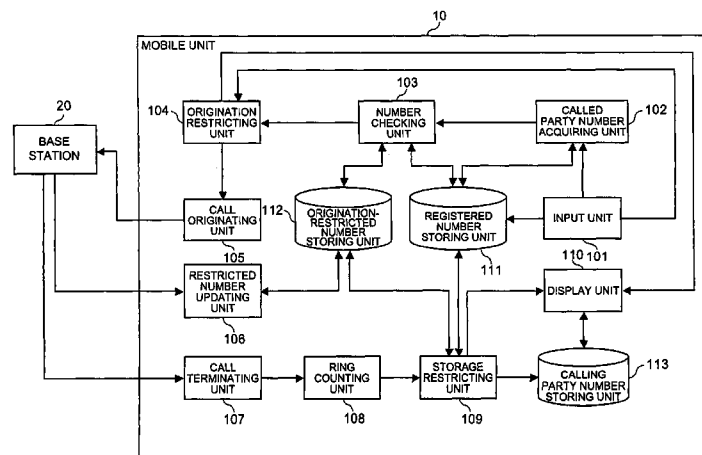 10
MOBILE UNIT
20
BASE
STATION
104
ORIGINATION
RESTRICTING
UNIT
103
NUMBER
CHECKING
UNIT
CALLED
PARTY NUMBER
ACQUIRING UNIT
102
CALL
ORIGINATING
UNIT
105
112
ORIGINATION-
RESTRICTED
NUMBER
STORING UNIT
REGISTERED
NUMBER
STORING UNIT
111
INPUT UNIT
101
110
RESTRICTED
NUMBER
UPDATING
UNIT
106
DISPLAY UNIT
CALL
TERMINATING
UNIT
107
RING
COUNTING
UNIT
108
STORAGE
RESTRICTING
UNIT
109
CALLING
PARTY NUMBER
STORING UNIT
113